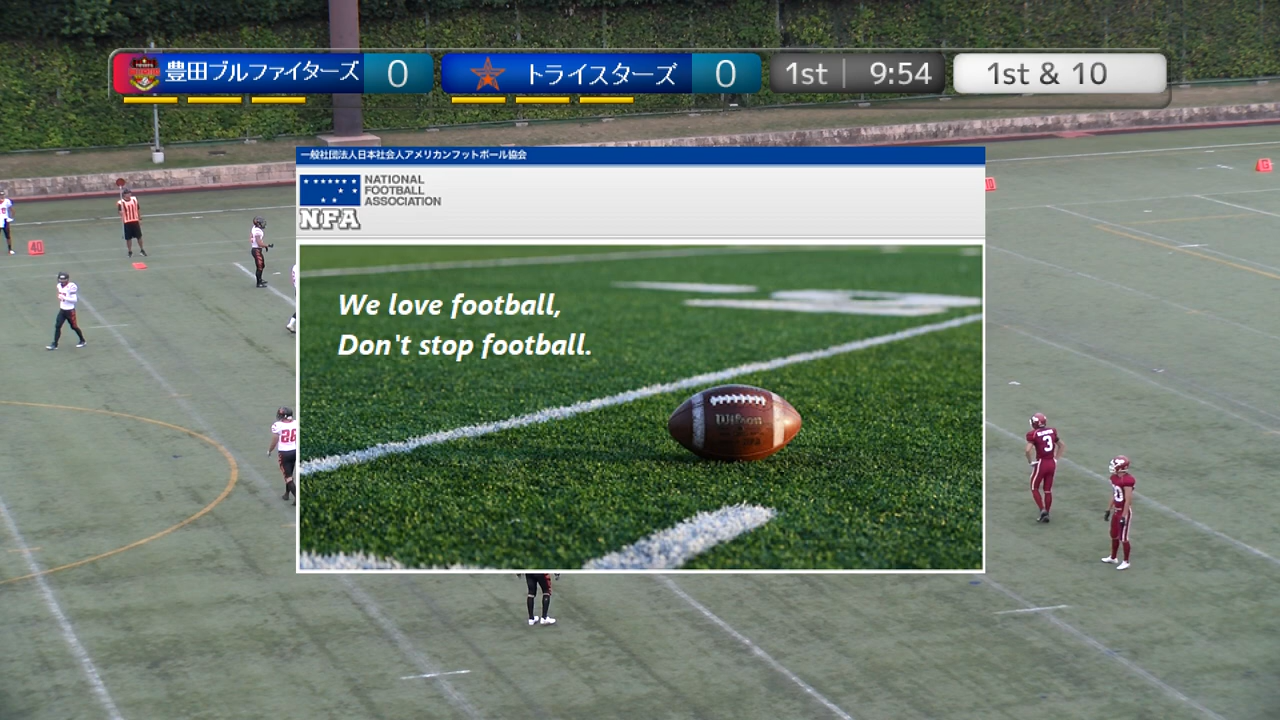 豊田ブルファイターズ 0 トライスターズ 0 1st 9:54 1st & 10
一般社団法人日本社会人アメリカンフットボール協会
NATIONAL
FOOTBALL
ASSOCIATION
NFA
We love football,
Don't stop football.
Wilson
40
3